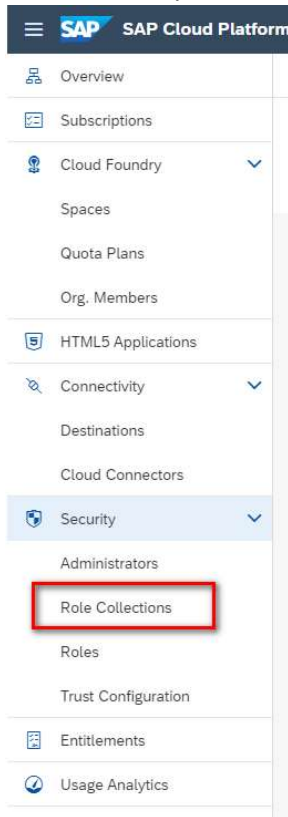 SAP SAP Cloud Platform
Overview
Subscriptions
Cloud Foundry
Spaces
Quota Plans
Org. Members
HTML5 Applications
Connectivity
Destinations
Cloud Connectors
Security
Administrators
Role Collections
Roles
Trust Configuration
Entitlements
Usage Analytics